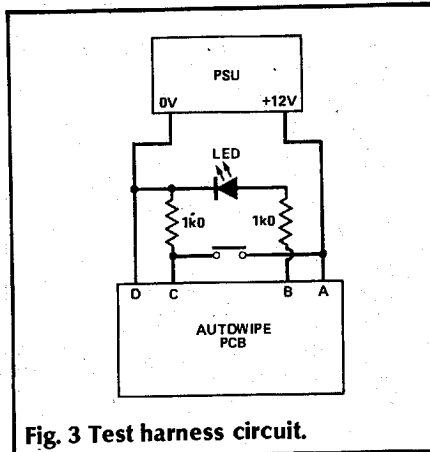 PSU
0V +12V
LED
1k0 1k0
D C B A
AUTOWIPE
PCB
Fig. 3 Test harness circuit.